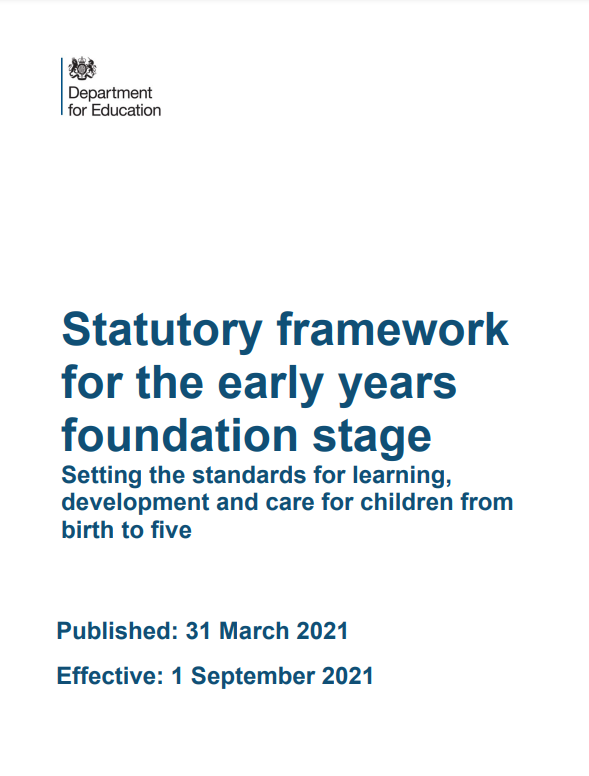 Department
for Education
Statutory framework
for the early years
foundation stage
Setting the standards for learning,
development and care for children from
birth to five
Published: 31 March 2021
Effective: 1 September 2021